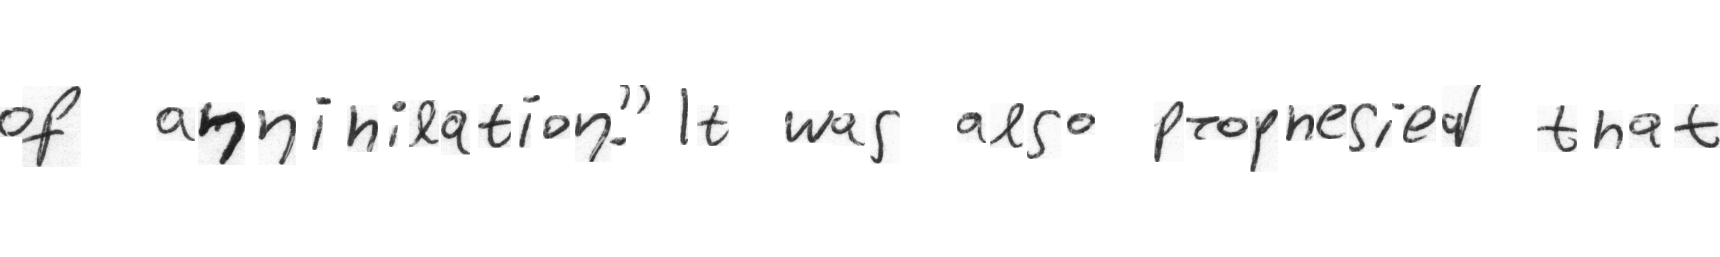 of annihilation." It was also prophesied that